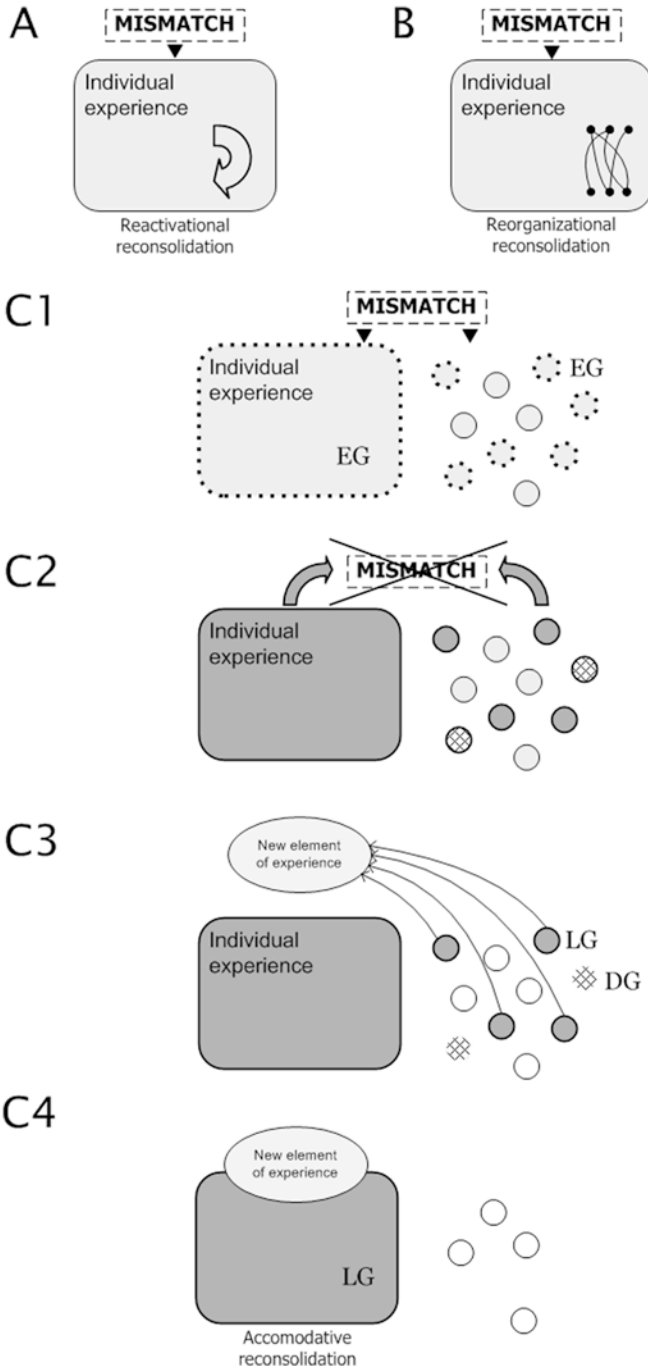 A
MISMATCH
Individual
experience
Reactivational
reconsolidation
B
MISMATCH
Individual
experience
Reorganizational
reconsolidation
C1
MISMATCH
Individual
experience
EG
EG
C2
MISMATCH
Individual
experience
C3
New element
of experience
Individual
experience
LG
DG
C4
New element
of experience
LG
Accomodative
reconsolidation